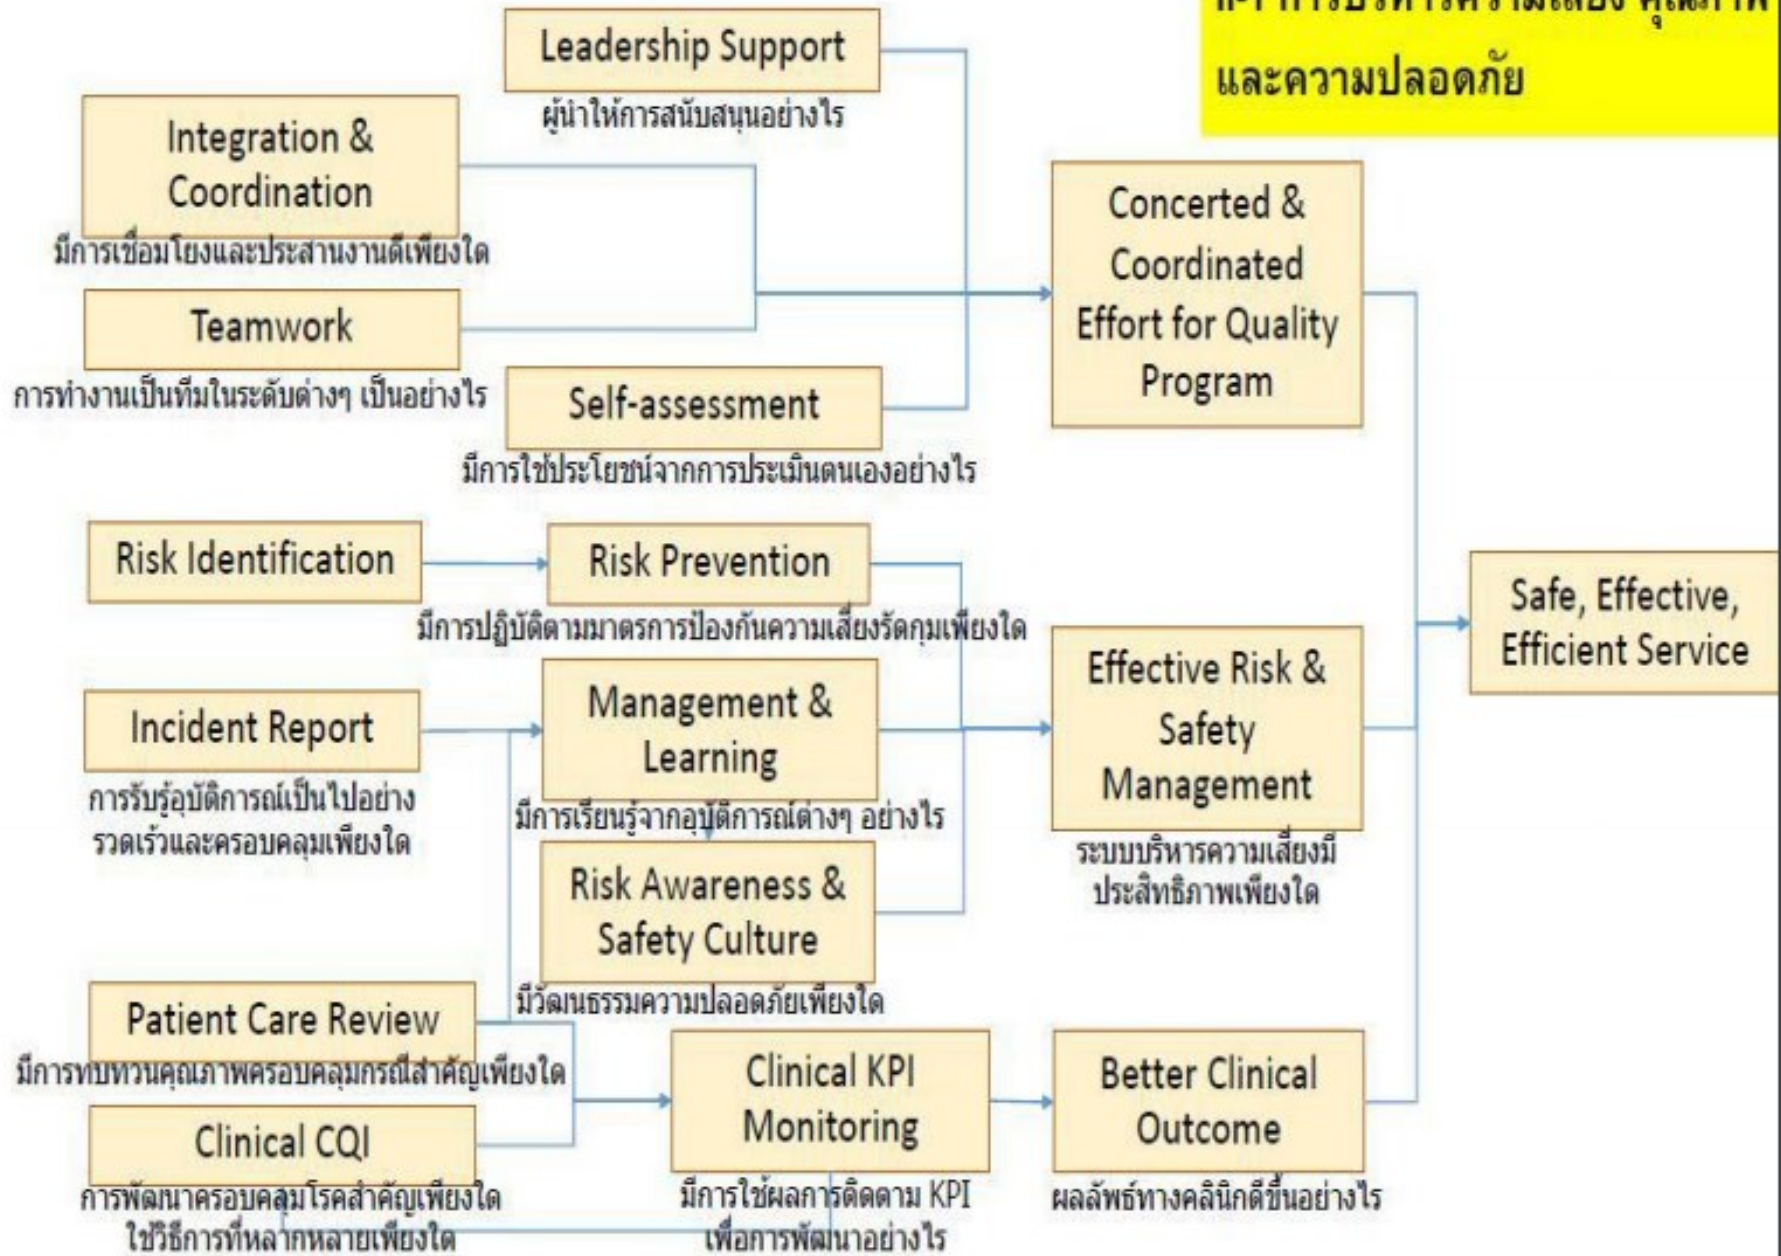 II-1 การบริหารความเสี่ยง คุณภาพ
และความปลอดภัย
Leadership Support
ผู้นำให้การสนับสนุนอย่างไร
Integration &
Coordination
มีการเชื่อมโยงและประสานงานดีเพียงใด
Teamwork
การทำงานเป็นทีมในระดับต่างๆ เป็นอย่างไร
Self-assessment
มีการใช้ประโยชน์จากการประเมินตนเองอย่างไร
Concerted &
Coordinated
Effort for Quality
Program
Risk Identification
Risk Prevention
มีการปฏิบัติตามมาตรการป้องกันความเสี่ยงรัดกุมเพียงใด
Incident Report
การรับรู้อุบัติการณ์เป็นไปอย่าง
รวดเร็วและครอบคลุมเพียงใด
Management &
Learning
มีการเรียนรู้จากอุบัติการณ์ต่างๆ อย่างไร
Risk Awareness &
Safety Culture
มีวัฒนธรรมความปลอดภัยเพียงใด
Effective Risk &
Safety
Management
ระบบบริหารความเสี่ยงมี
ประสิทธิภาพเพียงใด
Safe, Effective,
Efficient Service
Patient Care Review
มีการทบทวนคุณภาพครอบคลุมกรณีสำคัญเพียงใด
Clinical CQI
การพัฒนาครอบคลุมโรคสำคัญเพียงใด
ใช้วิธีการที่หลากหลายเพียงใด
Clinical KPI
Monitoring
มีการใช้ผลการติดตาม KPI
เพื่อการพัฒนาอย่างไร
Better Clinical
Outcome
ผลลัพธ์ทางคลินิกดีขึ้นอย่างไร